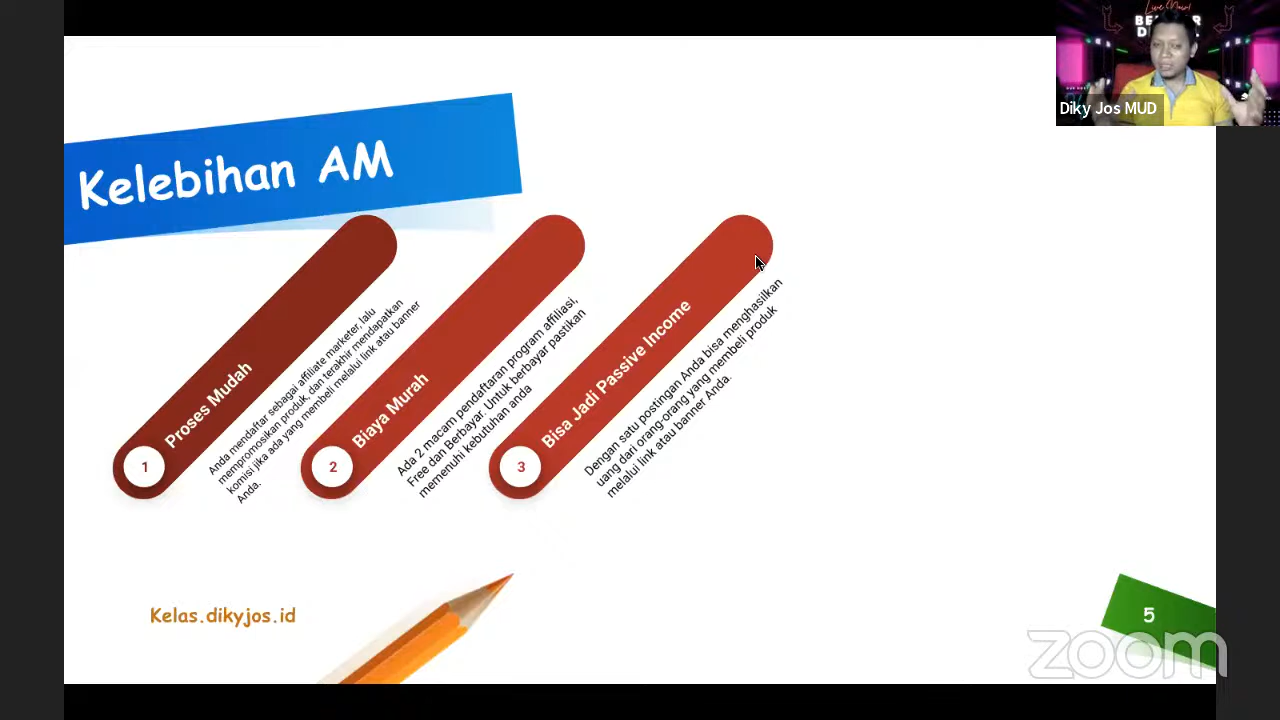 Live Now!
Diky Jos MUD
Kelebihan AM
1
Proses Mudah
Anda mendaftar sebagai affiliate marketer, lalu
mempromosikan produk, dan terakhir mendapatkan
komisi jika ada yang membeli melalui link atau banner
Anda.
2
Biaya Murah
Ada 2 macam pendaftaran program affiliasi,
Free dan Berbayar. Untuk berbayar pastikan
memenuhi kebutuhan anda
3
Bisa Jadi Passive Income
Dengan satu postingan Anda bisa menghasilkan
uang dari orang-orang yang membeli produk
melalui link atau banner Anda.
Kelas.dikyjos.id
5
zoom